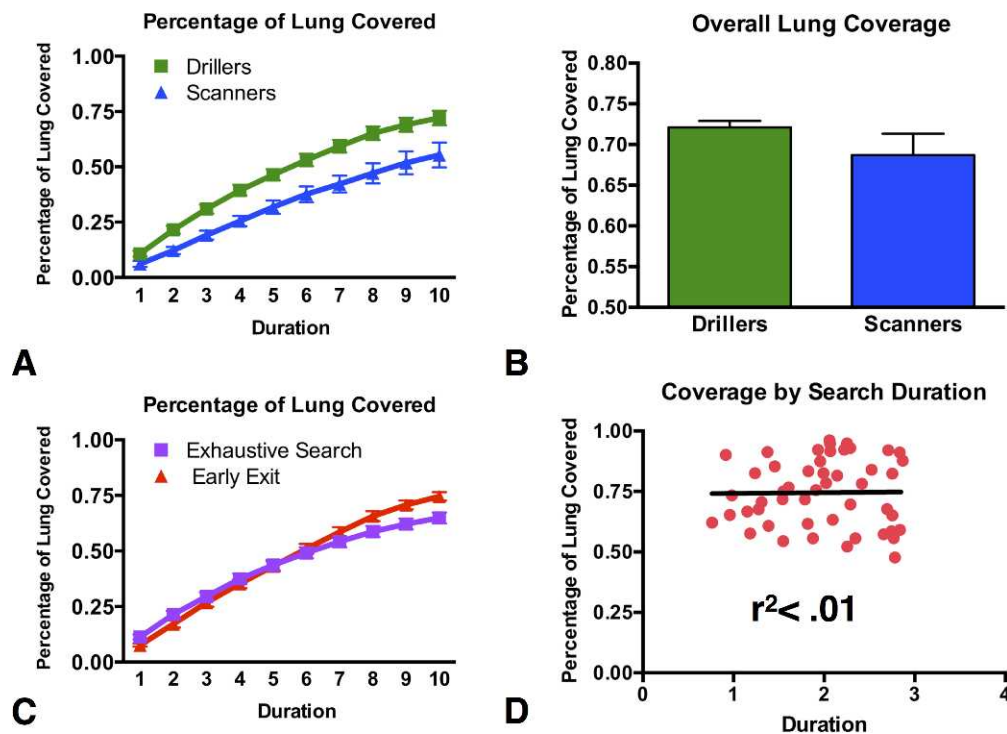 Percentage of Lung Covered
Percentage of Lung Covered
1.00
0.75
0.50
0.25
0.00
Drillers
Scanners
1 2 3 4 5 6 7 8 9 10
Duration
A
Overall Lung Coverage
Percentage of Lung Covered
0.80
0.75
0.70
0.65
0.60
0.55
0.50
Drillers Scanners
B
Percentage of Lung Covered
Percentage of Lung Covered
1.00
0.75
0.50
0.25
0.00
Exhaustive Search
Early Exit
1 2 3 4 5 6 7 8 9 10
Duration
C
Coverage by Search Duration
Percentage of Lung Covered
1.00
0.75
0.50
0.25
0.00
r²< .01
0 1 2 3 4
Duration
D